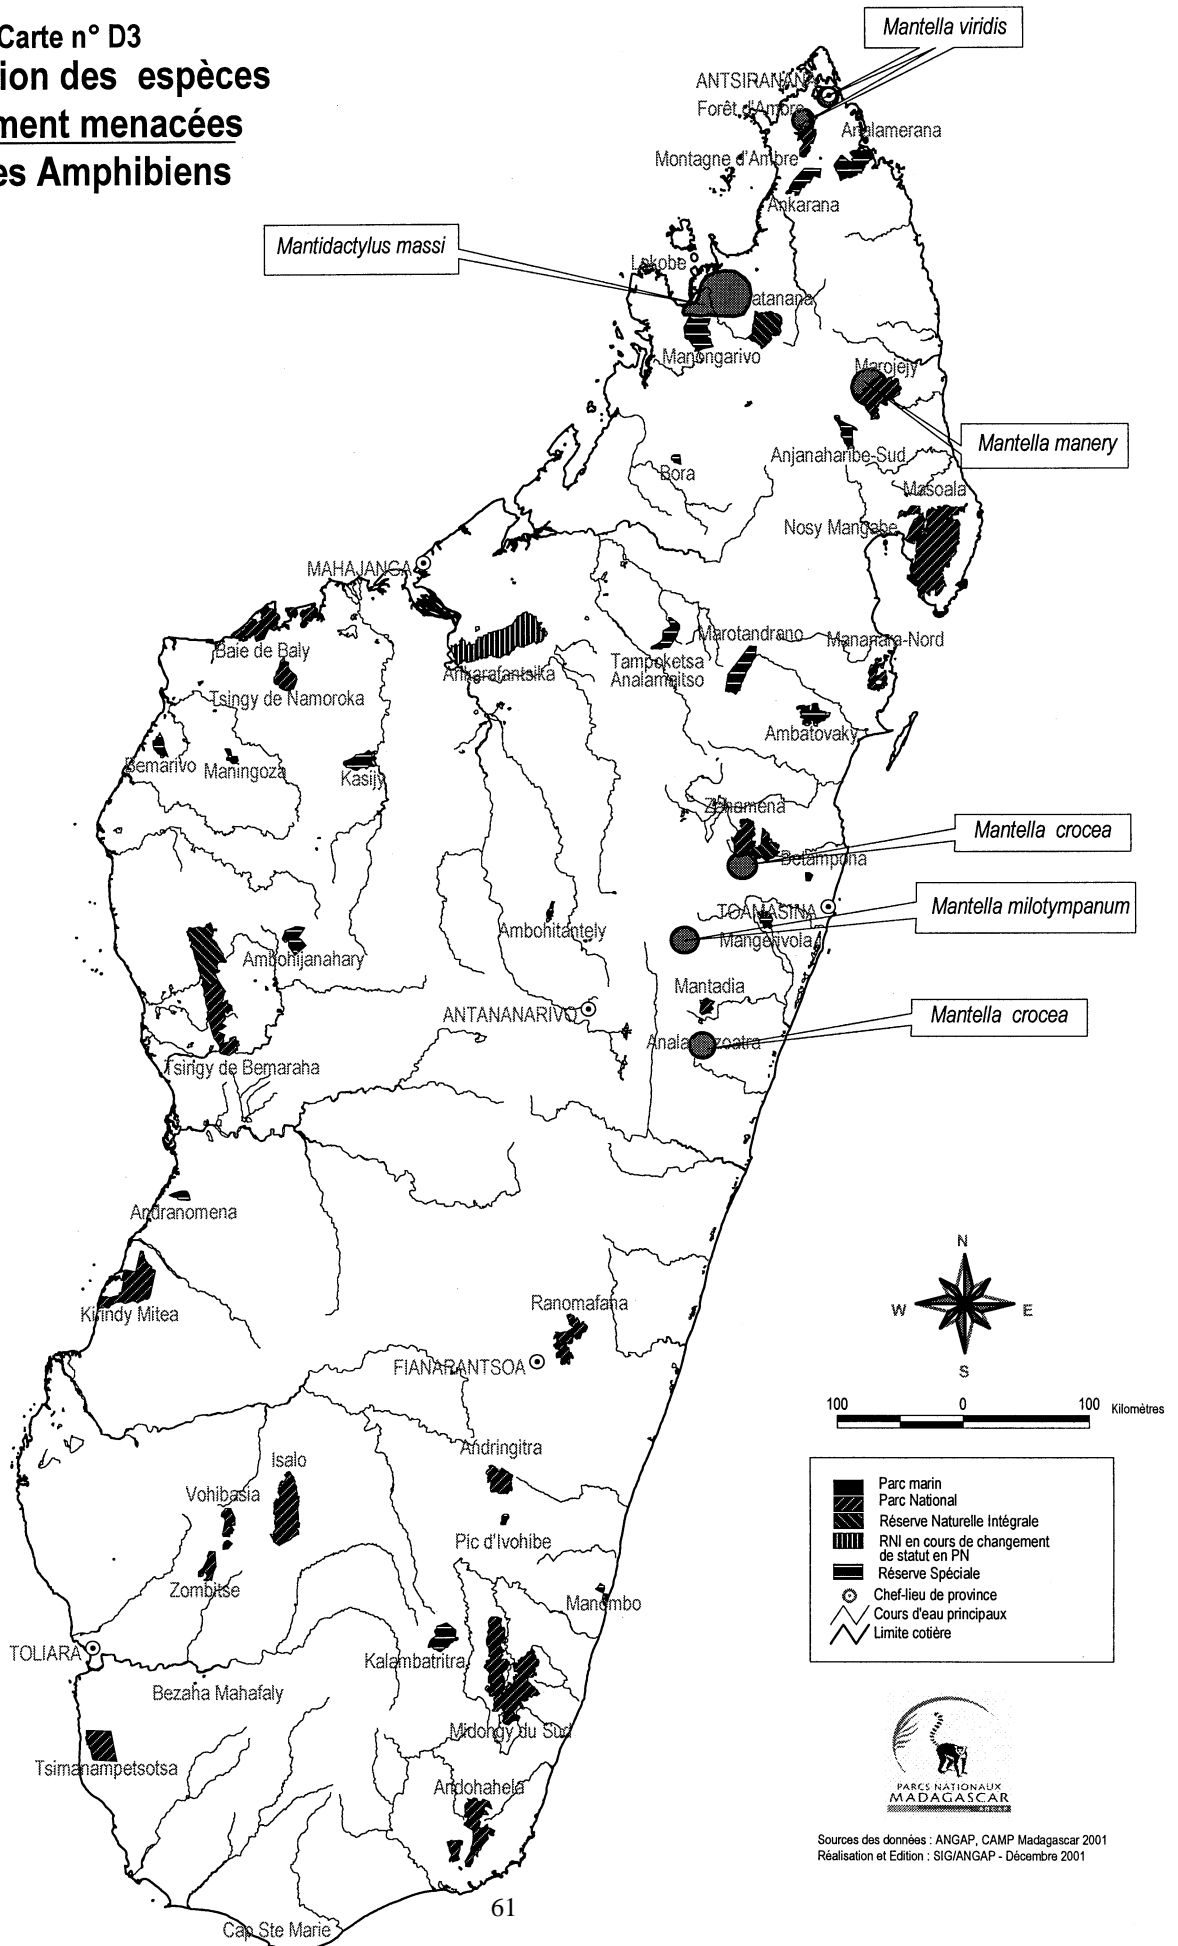 Carte n° D3
ion des espèces
ment menacées
es Amphibiens
Mantella viridis
ANTSIRANANA
Forêt d'Ambre
Analamerana
Montagne d'Ambre
Ankarana
Mantidactylus massi
Lokobe
atanana
Manongarivo
Marojejy
Mantella manery
Anjanaharibe-Sud
Bora
Masoala
Nosy Mangabe
MAHAJANGA
Baie de Baly
Ankarafantsika
Tampoketsa
Analamaitso
Marotandrano
Mananara-Nord
Tsingy de Namoroka
Ambatovaky
Bemarivo
Maningoza
Kasijy
Zahamena
Mantella crocea
Betampona
Mantella milotympanum
TOAMASINA
Ambohitantely
Mangerivola
Ambohijanahary
Mantadia
ANTANANARIVO
Mantella crocea
Anala zoatra
Tsingy de Bemaraha
Andranomena
N
W
E
S
Kirindy Mitea
Ranomafana
FIANARANTSOA
100 0 100 Kilomètres
Andringitra
Isalo
Vohibasia
Pic d'Ivohibe
Zombitse
Manombo
Parc marin
Parc National
Réserve Naturelle Intégrale
RNI en cours de changement
de statut en PN
Réserve Spéciale
Chef-lieu de province
Cours d'eau principaux
Limite cotière
TOLIARA
Kalambatritra
Bezaha Mahafaly
Midongy du Sud
Tsimanampetsotsa
Andohahela
PARCS NATIONAUX
MADAGASCAR
ANGAP
Sources des données : ANGAP, CAMP Madagascar 2001
Réalisation et Edition : SIG/ANGAP - Décembre 2001
61
Cap Ste Marie